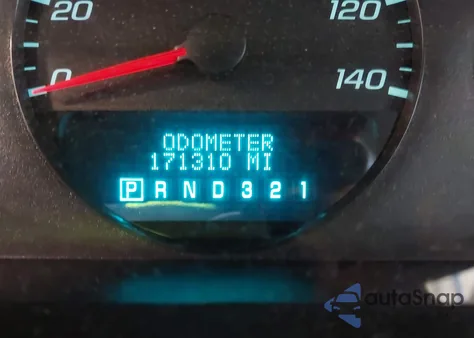 20
120
0
140
ODOMETER
171310 MI
P R N D 3 2 1
autoSnap